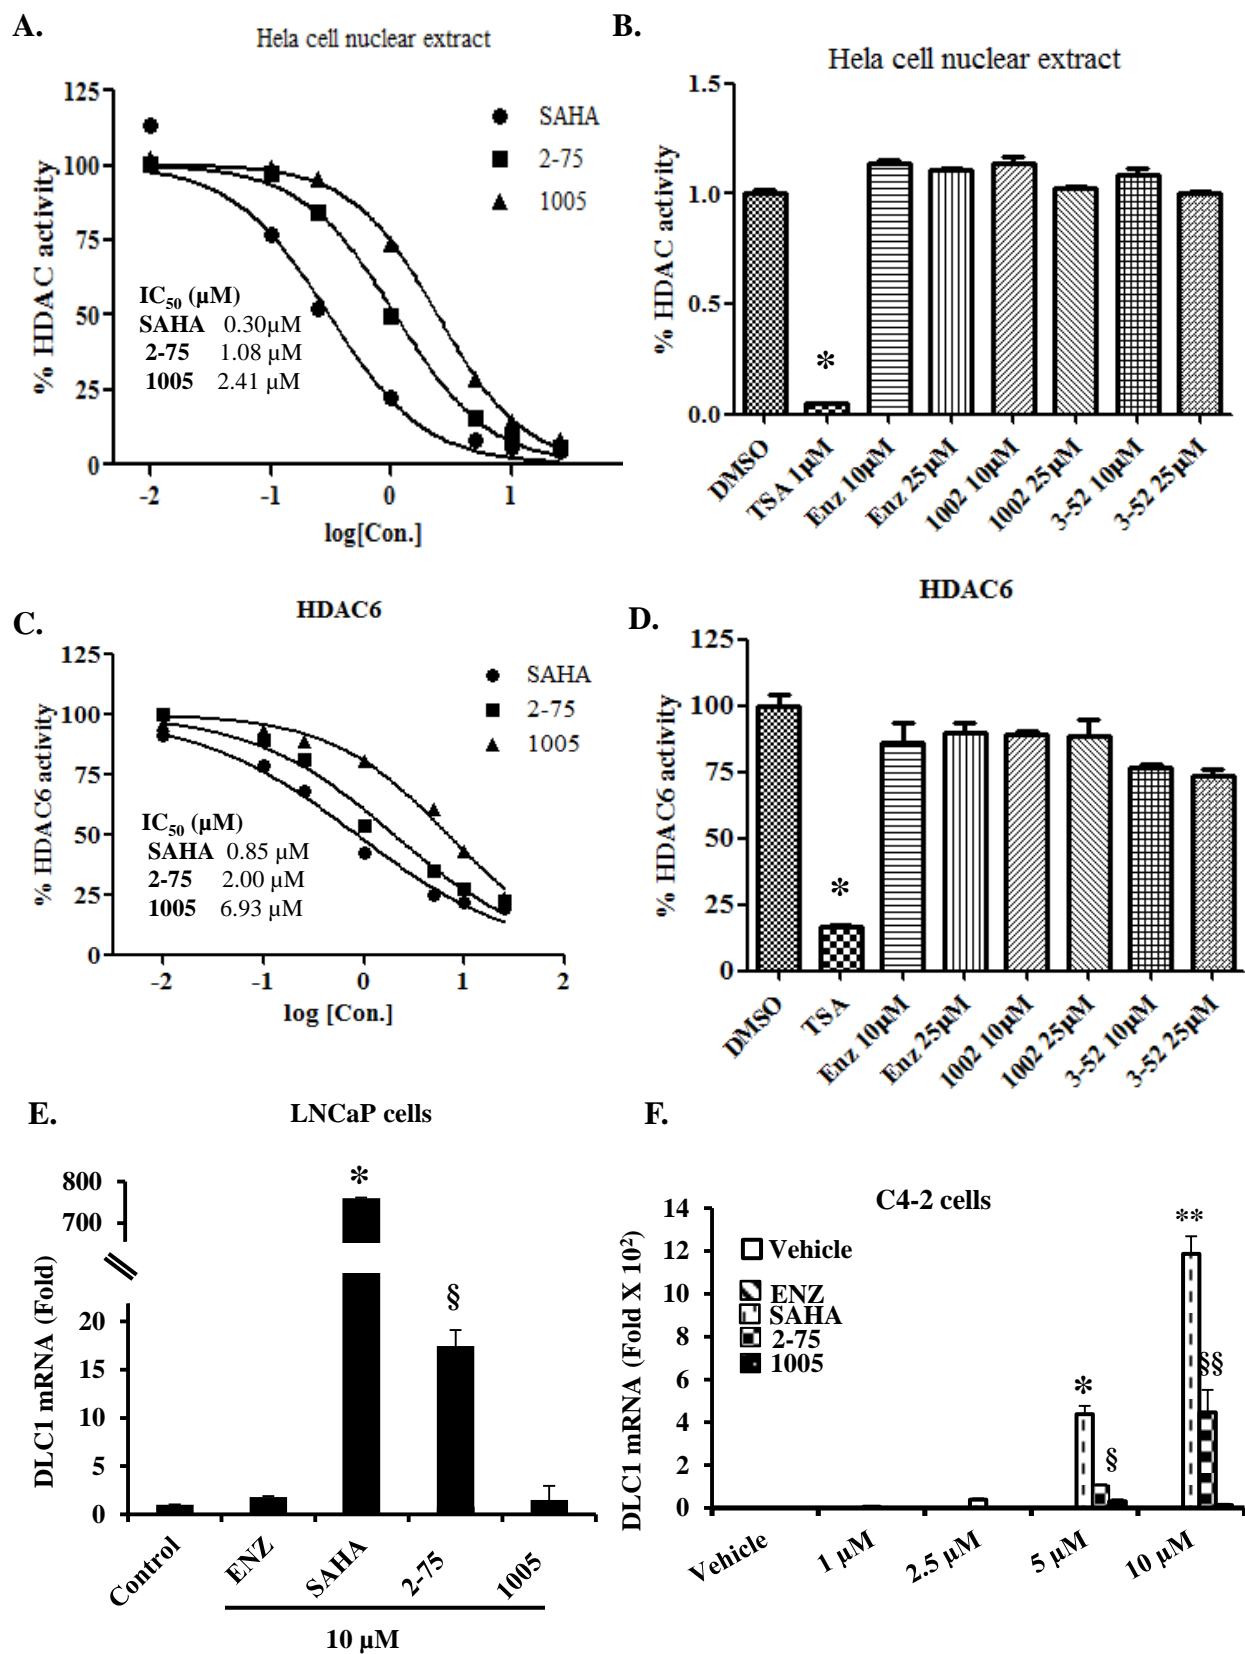 A.
Hela cell nuclear extract
% HDAC activity
125
100
75
50
25
0
SAHA
2-75
1005
IC50 (µM)
SAHA 0.30µM
2-75 1.08 µM
1005 2.41 µM
-2 -1 0 1
log[Con.]
B.
Hela cell nuclear extract
% HDAC activity
1.5
1.0
0.5
0.0
*
DMSO
TSA 1µM
Enz 10µM
Enz 25µM
1002 10µM
1002 25µM
3-52 10µM
3-52 25µM
C.
HDAC6
% HDAC6 activity
125
100
75
50
25
0
SAHA
2-75
1005
IC50 (µM)
SAHA 0.85 µM
2-75 2.00 µM
1005 6.93 µM
-2 -1 0 1 2
log [Con.]
D.
HDAC6
% HDAC6 activity
125
100
75
50
25
0
*
DMSO
TSA
Enz 10µM
Enz 25µM
1002 10µM
1002 25µM
3-52 10µM
3-52 25µM
E.
LNCaP cells
DLC1 mRNA (Fold)
800
700
20
15
10
5
0
*
§
Control
ENZ
SAHA
2-75
1005
10 µM
F.
C4-2 cells
DLC1 mRNA (Fold X 10²)
14
12
10
8
6
4
2
0
Vehicle
ENZ
SAHA
2-75
1005
*
§
**
§§
Vehicle
1 µM
2.5 µM
5 µM
10 µM